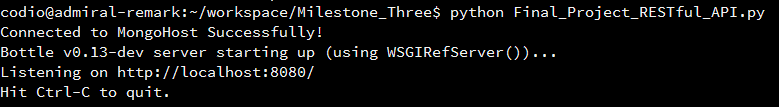 codio@admiral-remark:~/workspace/Milestone_Three$ python Final_Project_RESTful_API.py
Connected to MongoHost Successfully!
Bottle v0.13-dev server starting up (using WSGIRefServer())...
Listening on http://localhost:8080/
Hit Ctrl-C to quit.